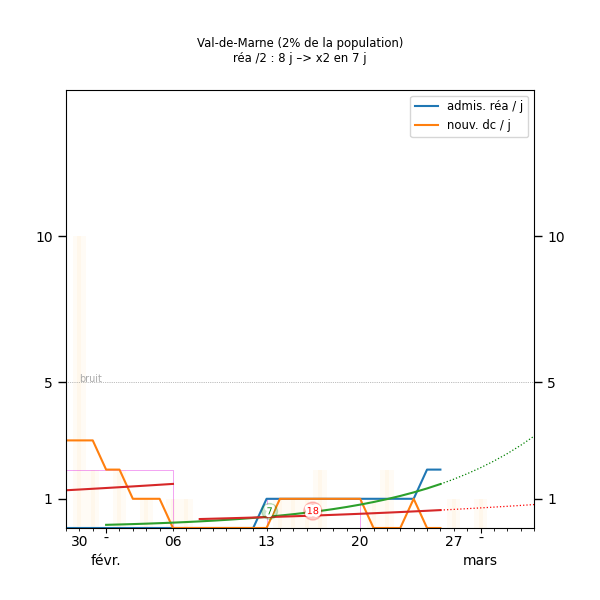 Val-de-Marne (2% de la population)
réa /2 : 8 j –> x2 en 7 j
admis. réa / j
nouv. dc / j
10 10
bruit
5 5
1 1
7 18
30 - 06 13 20 27 -
févr. mars